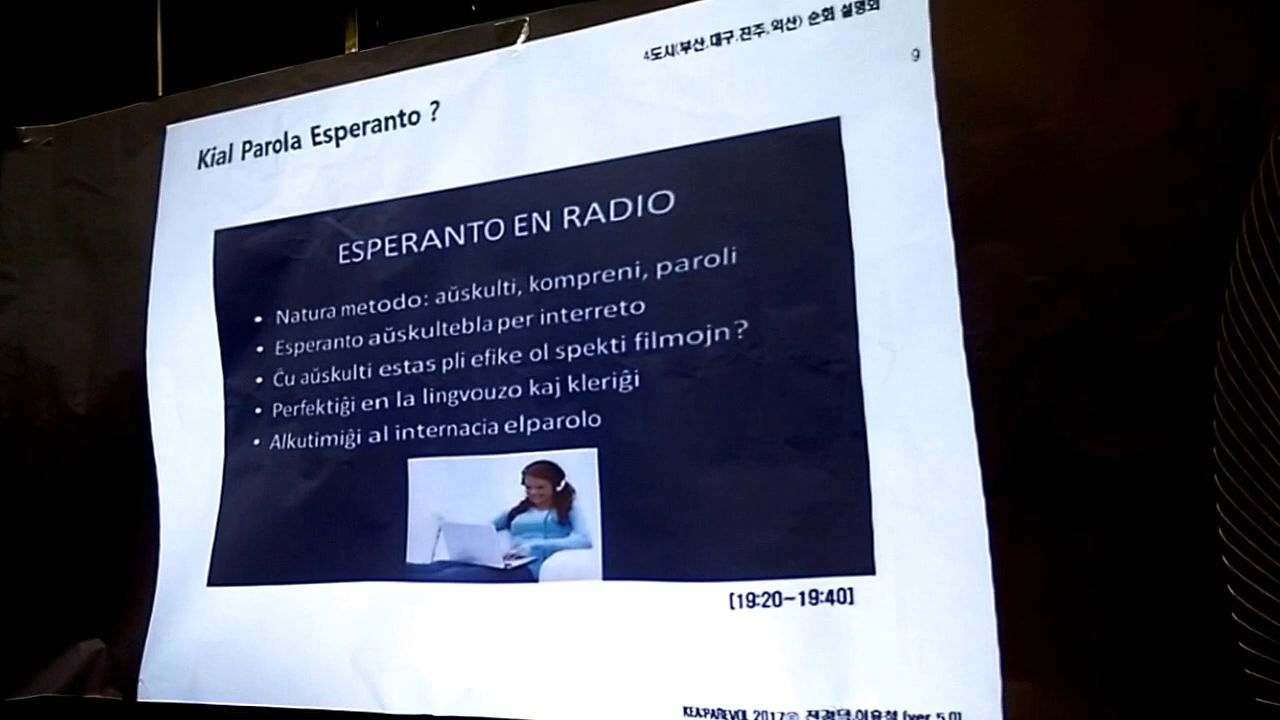 4도시(부산.대구.진주.익산) 순회 설명회
9
Kial Parola Esperanto ?
ESPERANTO EN RADIO
• Natura metodo: aŭskulti, kompreni, paroli
• Esperanto aŭskultebla per interreto
• Ĉu aŭskulti estas pli efike ol spekti filmojn?
• Perfektiĝi en la lingvouzo kaj kleriĝi
• Alkutimiĝi al internacia elparolo
[19:20~19:40]
KEA:PAREVOL 2017© [ver 5.0]